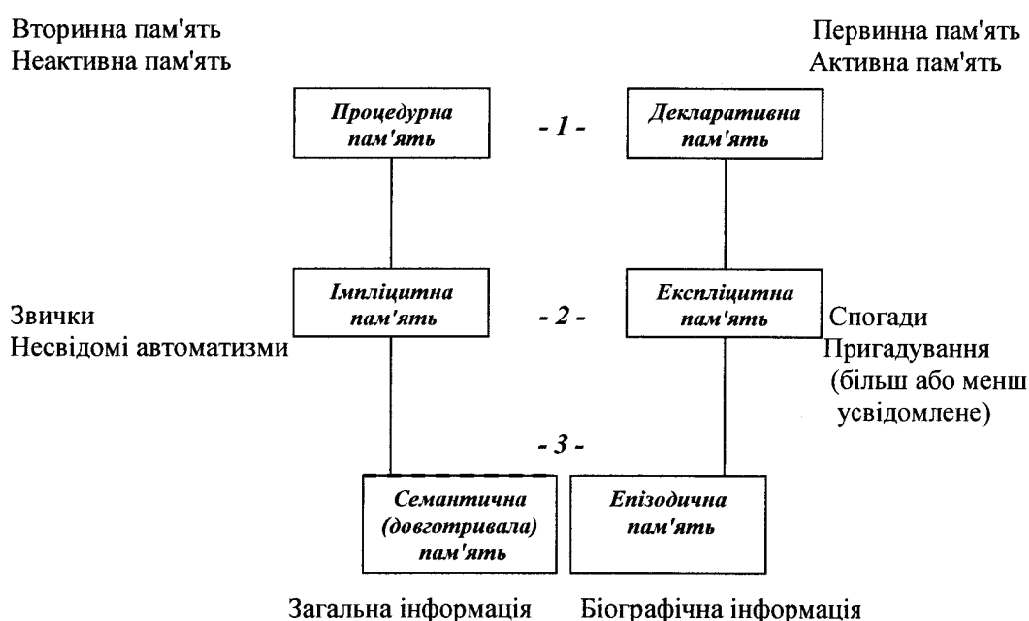 Вторинна пам'ять
Неактивна пам'ять
Первинна пам'ять
Активна пам'ять
Процедурна
пам'ять
- 1 -
Декларативна
пам'ять
Імпліцитна
пам'ять
- 2 -
Експліцитна
пам'ять
Звички
Несвідомі автоматизми
Спогади
Пригадування
(більш або менш
усвідомлене)
- 3 -
Семантична
(довготривала)
пам'ять
Епізодична
пам'ять
Загальна інформація
Біографічна інформація